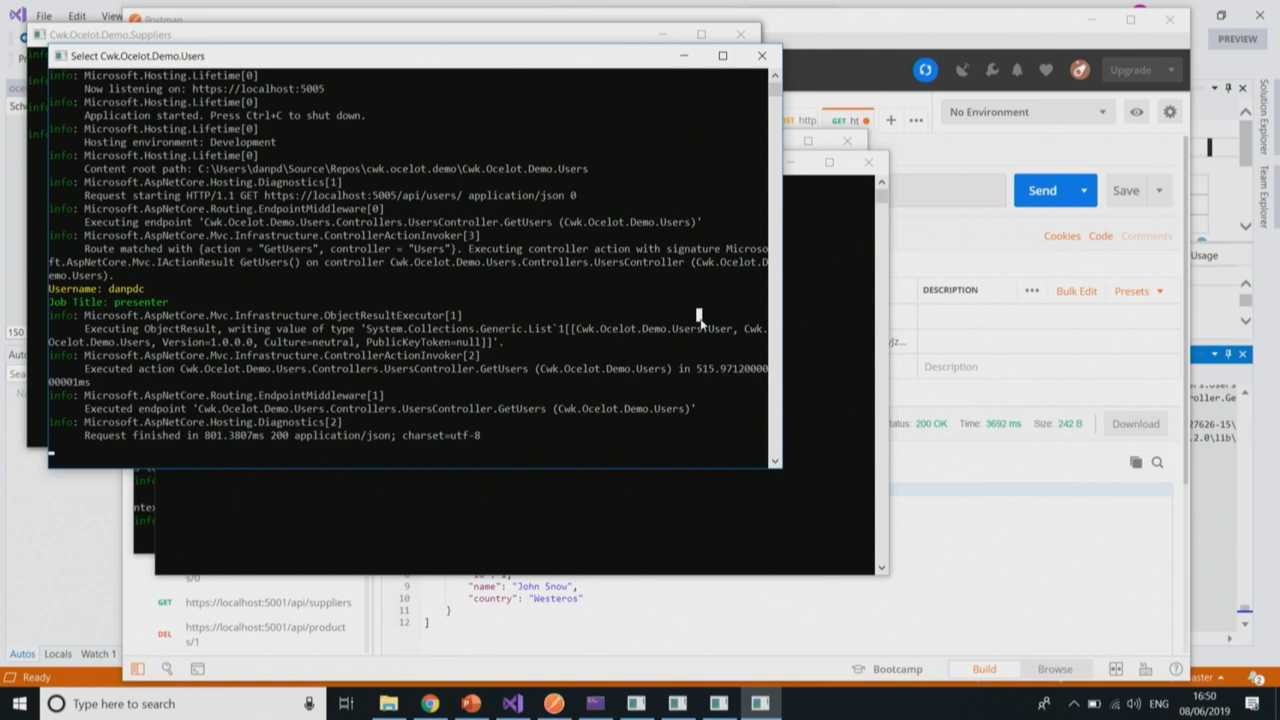 File
Edit
View
Postman
PREVIEW
Cwk.Ocelot.Demo.Suppliers
Select Cwk.Ocelot.Demo.Users
info: Microsoft.Hosting.Lifetime[0]
Now listening on: https://localhost:5005
info: Microsoft.Hosting.Lifetime[0]
Application started. Press Ctrl+C to shut down.
info: Microsoft.Hosting.Lifetime[0]
Hosting environment: Development
info: Microsoft.Hosting.Lifetime[0]
Content root path: C:\Users\danpd\Source\Repos\cwk.ocelot.demo\Cwk.Ocelot.Demo.Users
info: Microsoft.AspNetCore.Hosting.Diagnostics[1]
Request starting HTTP/1.1 GET https://localhost:5005/api/users/ application/json 0
info: Microsoft.AspNetCore.Routing.EndpointMiddleware[0]
Executing endpoint 'Cwk.Ocelot.Demo.Users.Controllers.UsersController.GetUsers (Cwk.Ocelot.Demo.Users)'
info: Microsoft.AspNetCore.Mvc.Infrastructure.ControllerActionInvoker[3]
Route matched with {action = "GetUsers", controller = "Users"}. Executing controller action with signature Microso
ft.AspNetCore.Mvc.IActionResult GetUsers() on controller Cwk.Ocelot.Demo.Users.Controllers.UsersController (Cwk.Ocelot.D
emo.Users).
Username: danpdc
Job Title: presenter
info: Microsoft.AspNetCore.Mvc.Infrastructure.ObjectResultExecutor[1]
Executing ObjectResult, writing value of type 'System.Collections.Generic.List`1[[Cwk.Ocelot.Demo.Users.User, Cwk.
Ocelot.Demo.Users, Version=1.0.0.0, Culture=neutral, PublicKeyToken=null]]'.
info: Microsoft.AspNetCore.Mvc.Infrastructure.ControllerActionInvoker[2]
Executed action Cwk.Ocelot.Demo.Users.Controllers.UsersController.GetUsers (Cwk.Ocelot.Demo.Users) in 515.97120000
00001ms
info: Microsoft.AspNetCore.Routing.EndpointMiddleware[0]
Executed endpoint 'Cwk.Ocelot.Demo.Users.Controllers.UsersController.GetUsers (Cwk.Ocelot.Demo.Users)'
info: Microsoft.AspNetCore.Hosting.Diagnostics[2]
Request finished in 801.3807ms 200 application/json; charset=utf-8
Upgrade
http
GET ht
No Environment
Send
Save
Cookies Code Comments
DESCRIPTION
Bulk Edit Presets
Description
200 OK Time: 3692 ms Size: 242 B
Download
Solution Explorer
Team Explorer
Usage
27626-15\
.2.0\lib\
150
s/0
GET https://localhost:5001/api/suppliers
DEL https://localhost:5001/api/product
s/1
9 "name": "John Snow",
10 "country": "Westeros"
11 }
12 ]
Autos Locals Watch 1
Bootcamp
Build
Browse
Ready
Type here to search
ENG
16:50
08/06/2019